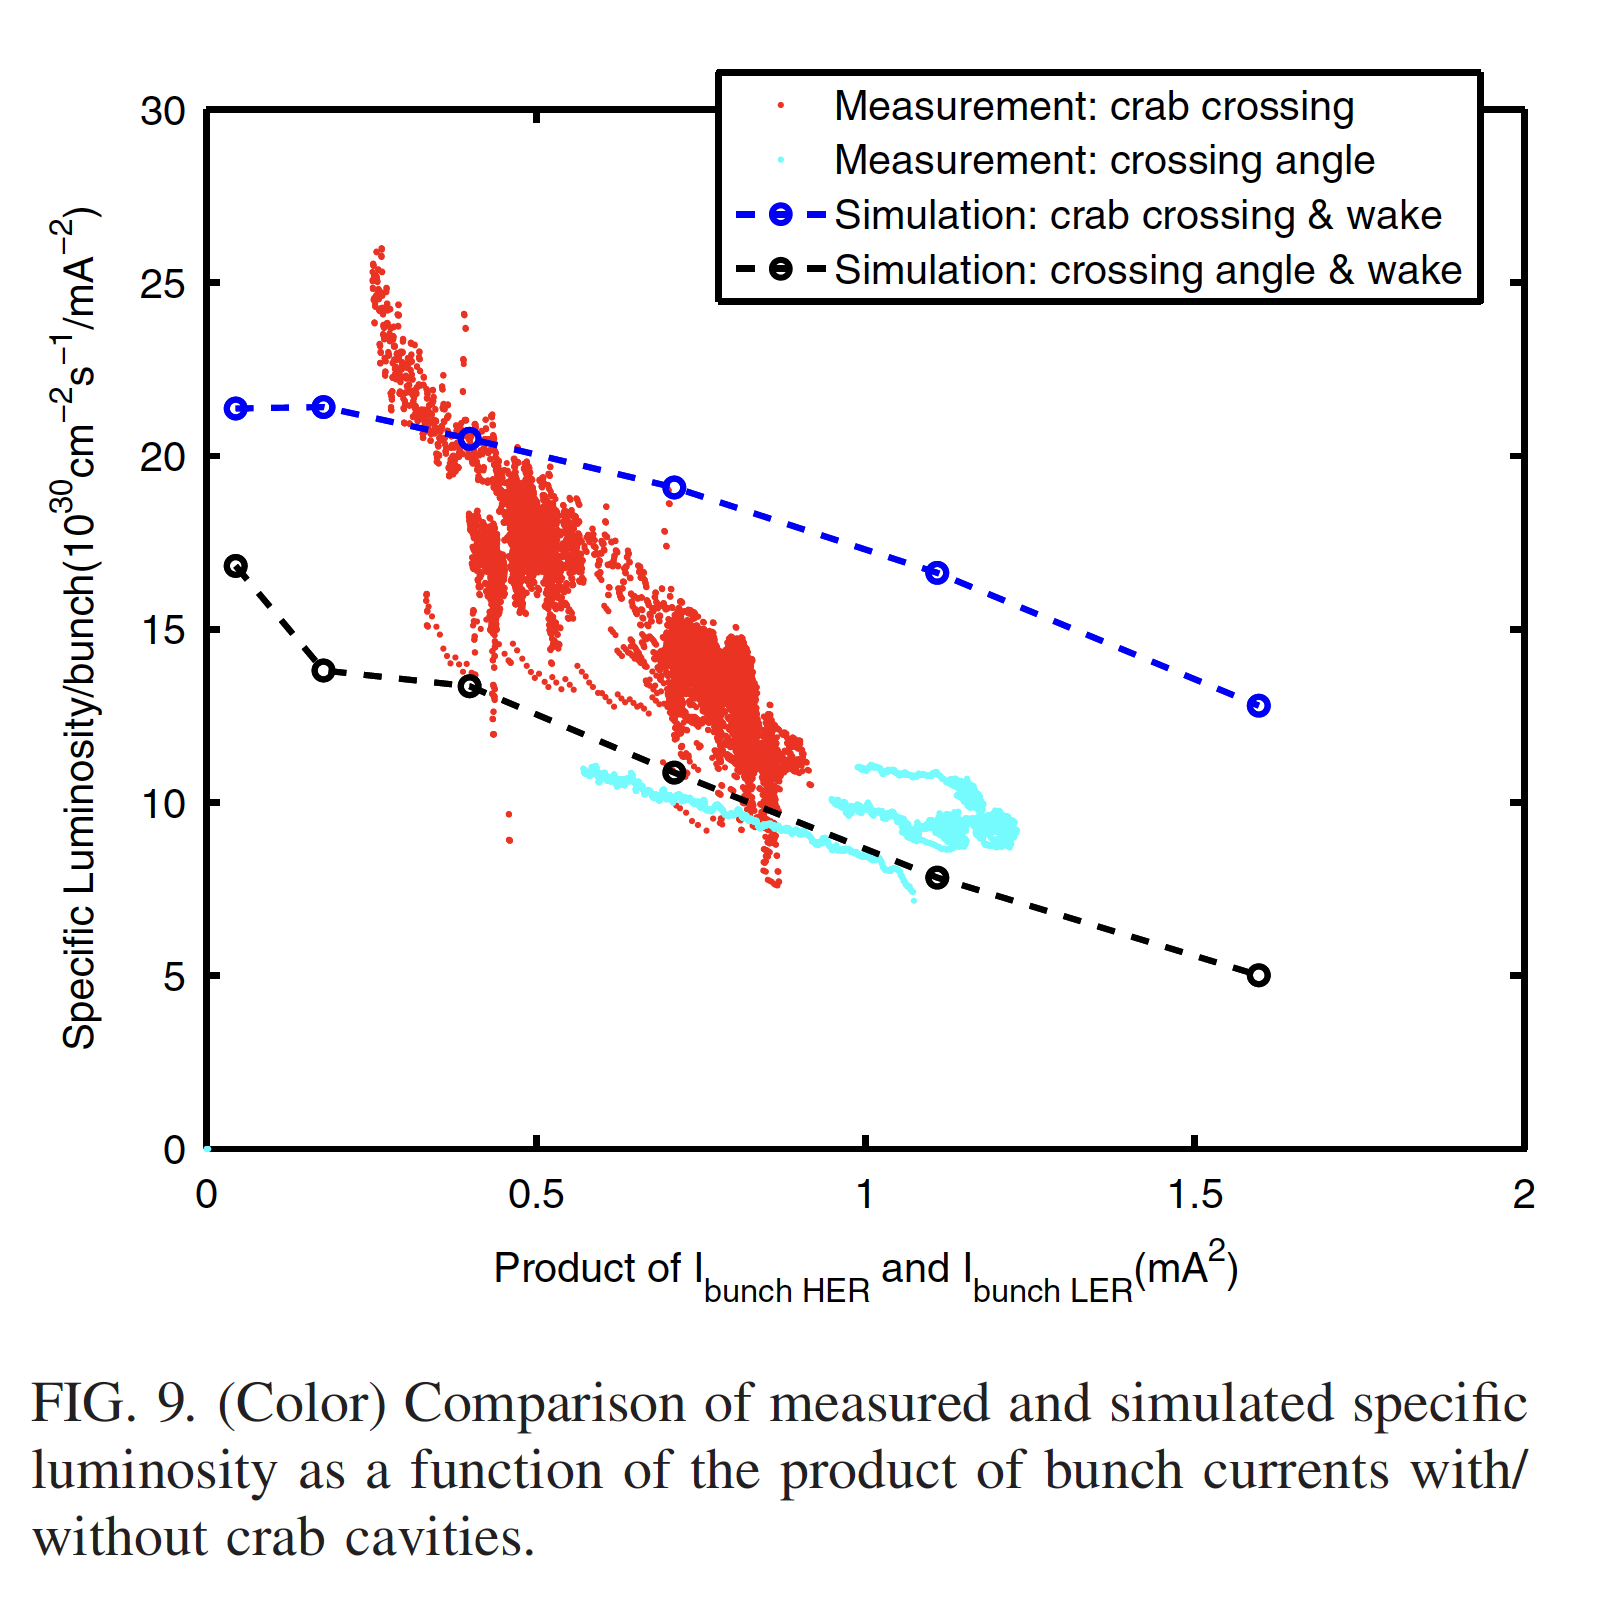 Measurement: crab crossing
Measurement: crossing angle
Simulation: crab crossing & wake
Simulation: crossing angle & wake
30
25
20
15
10
5
0
Specific Luminosity/bunch(10³⁰cm⁻²s⁻¹/mA⁻²)
0 0.5 1 1.5 2
Product of I_bunch HER and I_bunch LER(mA²)
FIG. 9. (Color) Comparison of measured and simulated specific
luminosity as a function of the product of bunch currents with/
without crab cavities.